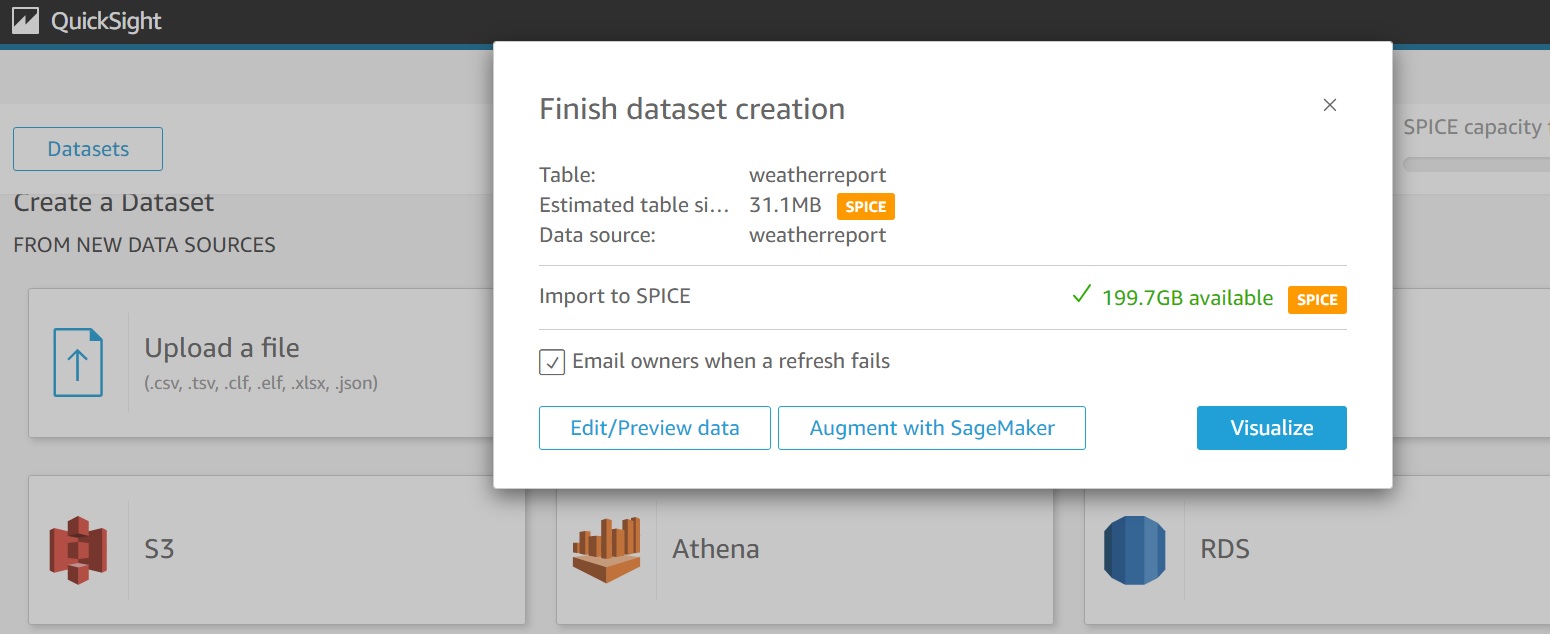 QuickSight
Finish dataset creation
Datasets
SPICE capacity
Create a Dataset
FROM NEW DATA SOURCES
Table: weatherreport
Estimated table si... 31.1MB SPICE
Data source: weatherreport
Import to SPICE 199.7GB available SPICE
Email owners when a refresh fails
Edit/Preview data Augment with SageMaker Visualize
Upload a file
(.csv, .tsv, .clf, .elf, .xlsx, .json)
S3 Athena RDS